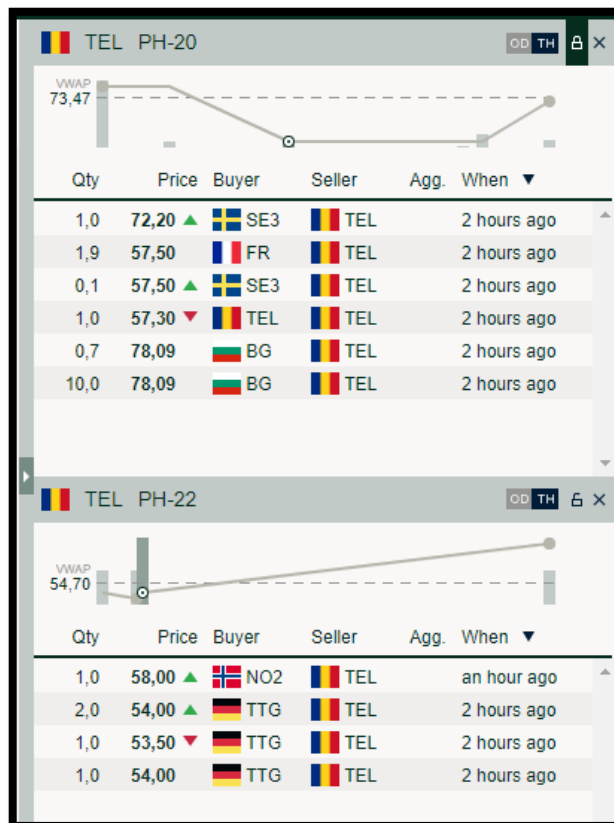 TEL PH-20 OD TH
VWAP
73,47
Qty Price Buyer Seller Agg. When
1,0 72,20 SE3 TEL 2 hours ago
1,9 57,50 FR TEL 2 hours ago
0,1 57,50 SE3 TEL 2 hours ago
1,0 57,30 TEL TEL 2 hours ago
0,7 78,09 BG TEL 2 hours ago
10,0 78,09 BG TEL 2 hours ago
TEL PH-22 OD TH
VWAP
54,70
Qty Price Buyer Seller Agg. When
1,0 58,00 NO2 TEL an hour ago
2,0 54,00 TTG TEL 2 hours ago
1,0 53,50 TTG TEL 2 hours ago
1,0 54,00 TTG TEL 2 hours ago